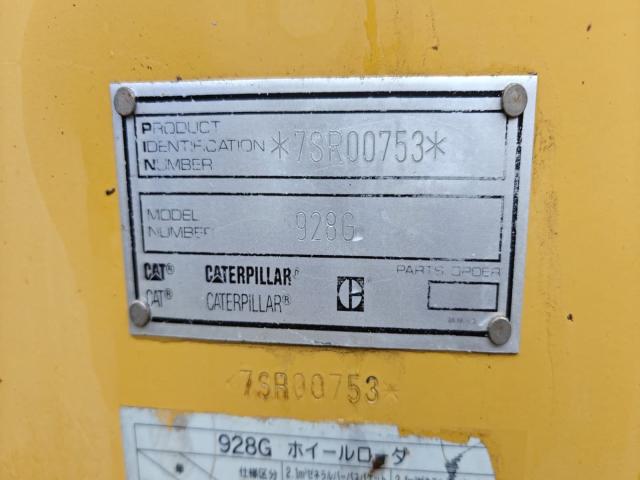 PRODUCT
IDENTIFICATION *7SR00753*
NUMBER
MODEL
NUMBER 928G
CAT® CATERPILLAR® PARTS ORDER
CAT® CATERPILLAR®
*7SR00753*
928G ホイールローダ
仕様区分